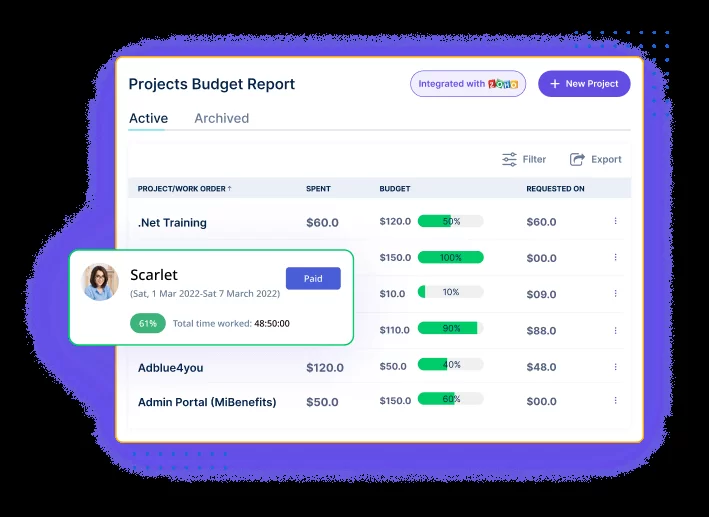 Projects Budget Report
Integrated with ZOHO
+ New Project
Active Archived
Filter Export
PROJECT/WORK ORDER ↑ SPENT BUDGET REQUESTED ON
.Net Training $60.0 $120.0 50% $60.0
$150.0 100% $00.0
Scarlet
Paid
(Sat, 1 Mar 2022-Sat 7 March 2022)
61% Total time worked: 48:50:00
$10.0 10% $09.0
$110.0 90% $88.0
Adblue4you $120.0 $50.0 40% $48.0
Admin Portal (MiBenefits) $50.0 $150.0 60% $00.0